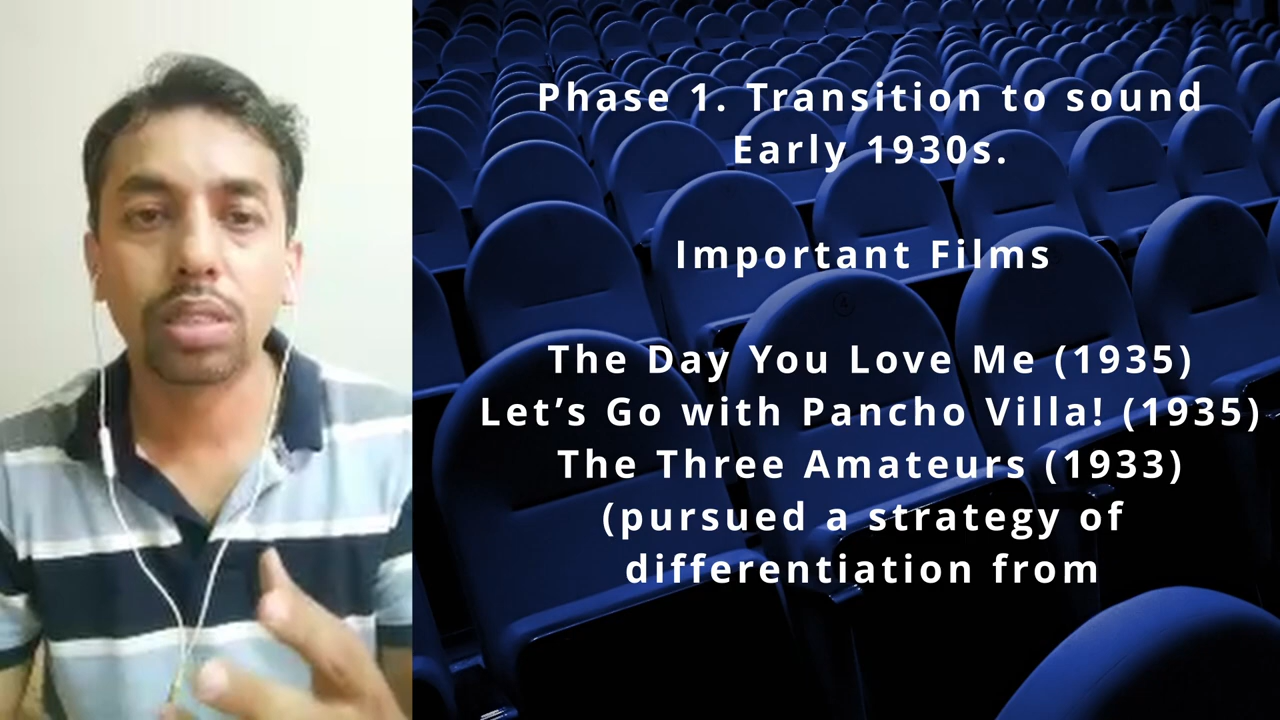 Phase 1. Transition to sound
Early 1930s.
Important Films
The Day You Love Me (1935)
Let’s Go with Pancho Villa! (1935)
The Three Amateurs (1933)
(pursued a strategy of
differentiation from